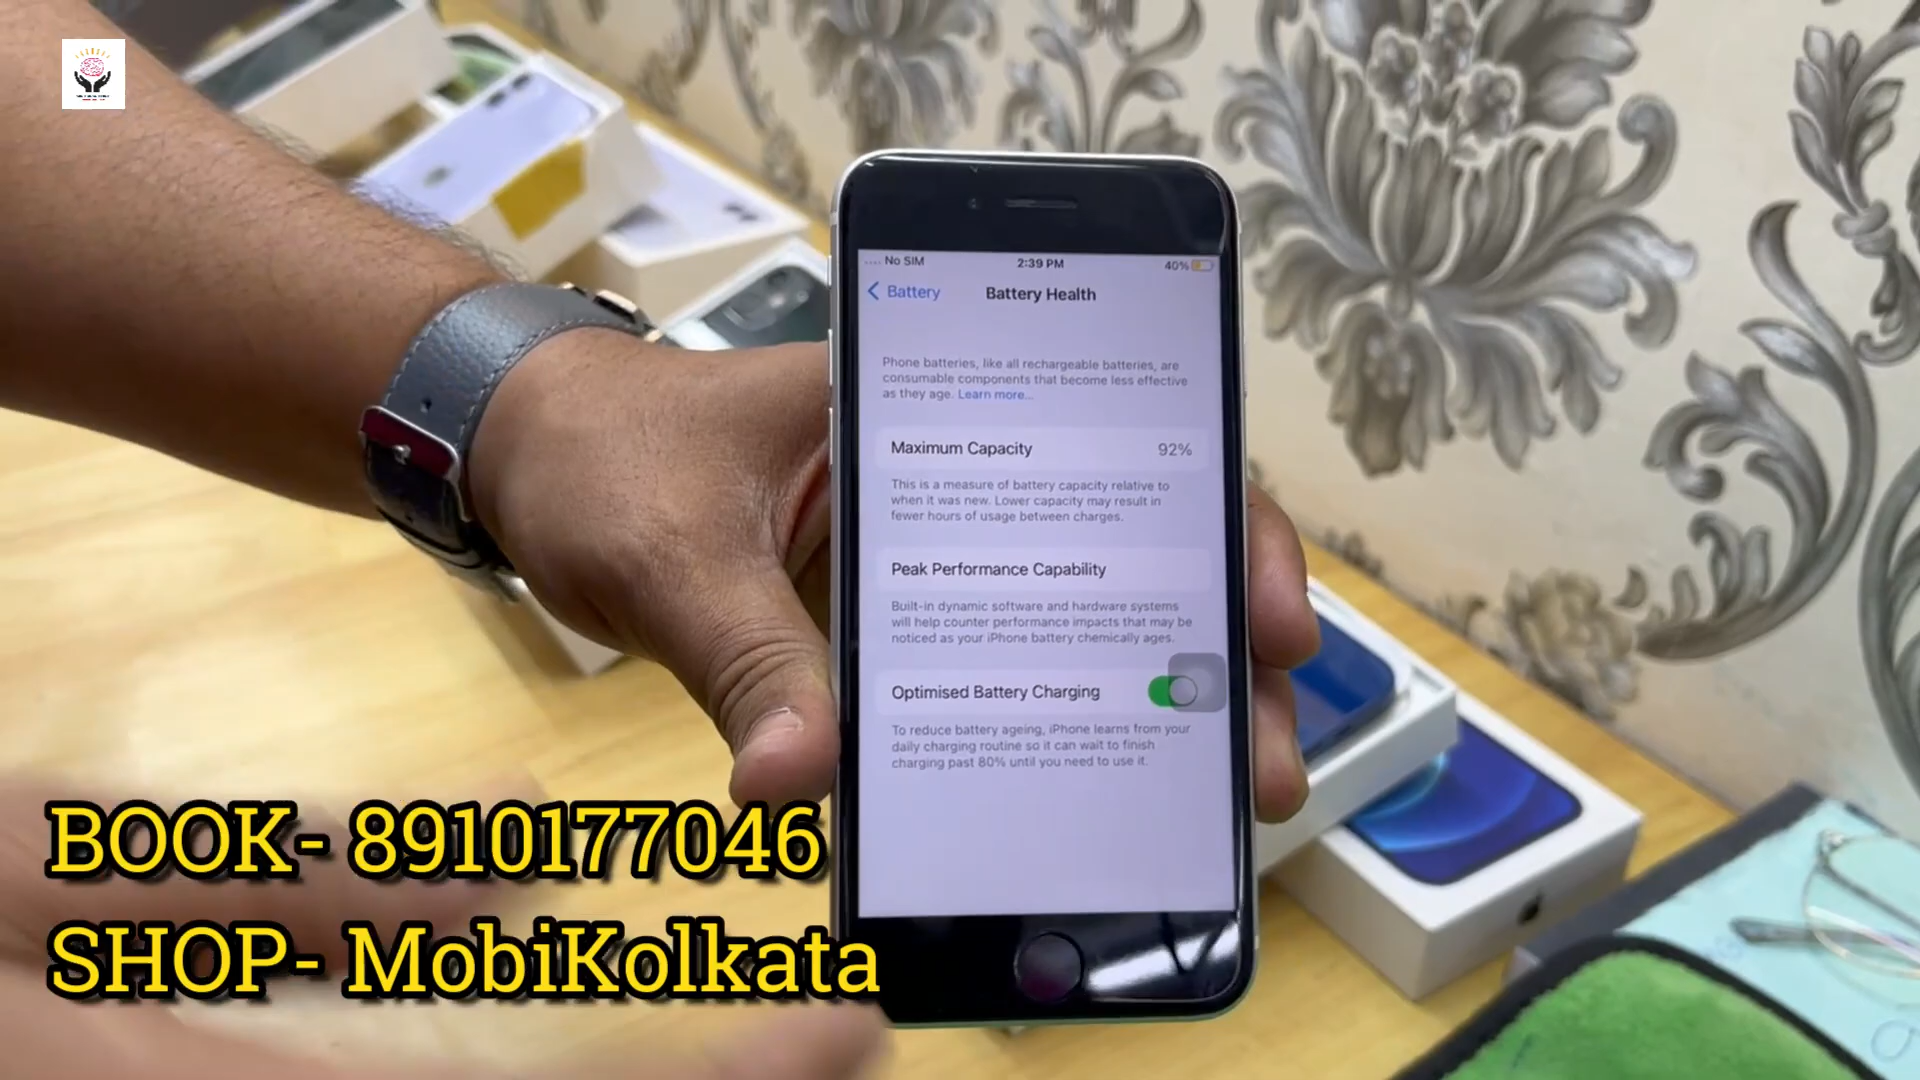 No SIM 2:39 PM 40%
Battery Battery Health
Phone batteries, like all rechargeable batteries, are
consumable components that become less effective
as they age. Learn more...
Maximum Capacity 92%
This is a measure of battery capacity relative to
when it was new. Lower capacity may result in
fewer hours of usage between charges.
Peak Performance Capability
Built-in dynamic software and hardware systems
will help counter performance impacts that may be
noticed as your iPhone battery chemically ages.
Optimised Battery Charging
To reduce battery ageing, iPhone learns from your
daily charging routine so it can wait to finish
charging past 80% until you need to use it.
BOOK- 8910177046
SHOP- MobiKolkata